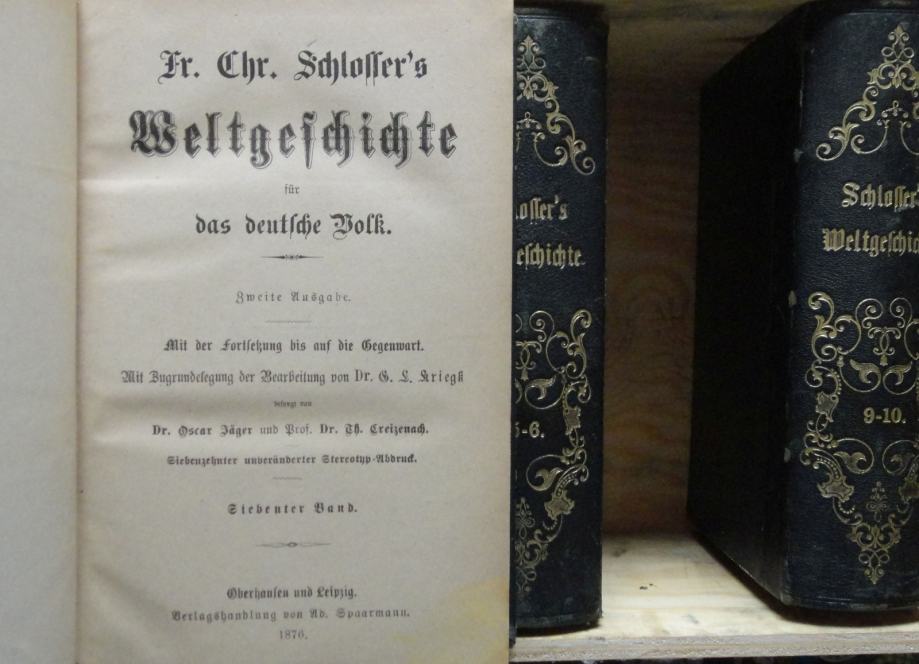 Fr. Chr. Schloſſer's
Weltgeſchichte
für
das deutſche Volk.
Zweite Ausgabe.
Mit der Fortſetzung bis auf die Gegenwart.
Mit Zugrundelegung der Bearbeitung von Dr. G. L. Kriegk
beſorgt von
Dr. Oscar Jäger und Prof. Dr. Th. Creizenach.
Siebenzehnter unveränderter Stereotyp-Abdruck.
Siebenter Band.
Oberhauſen und Leipzig.
Verlagshandlung von Ad. Spaarmann.
1876.
loſſer's
eſchichte.
5-6.
Schloſſer'
Weltgeſchic
9-10.